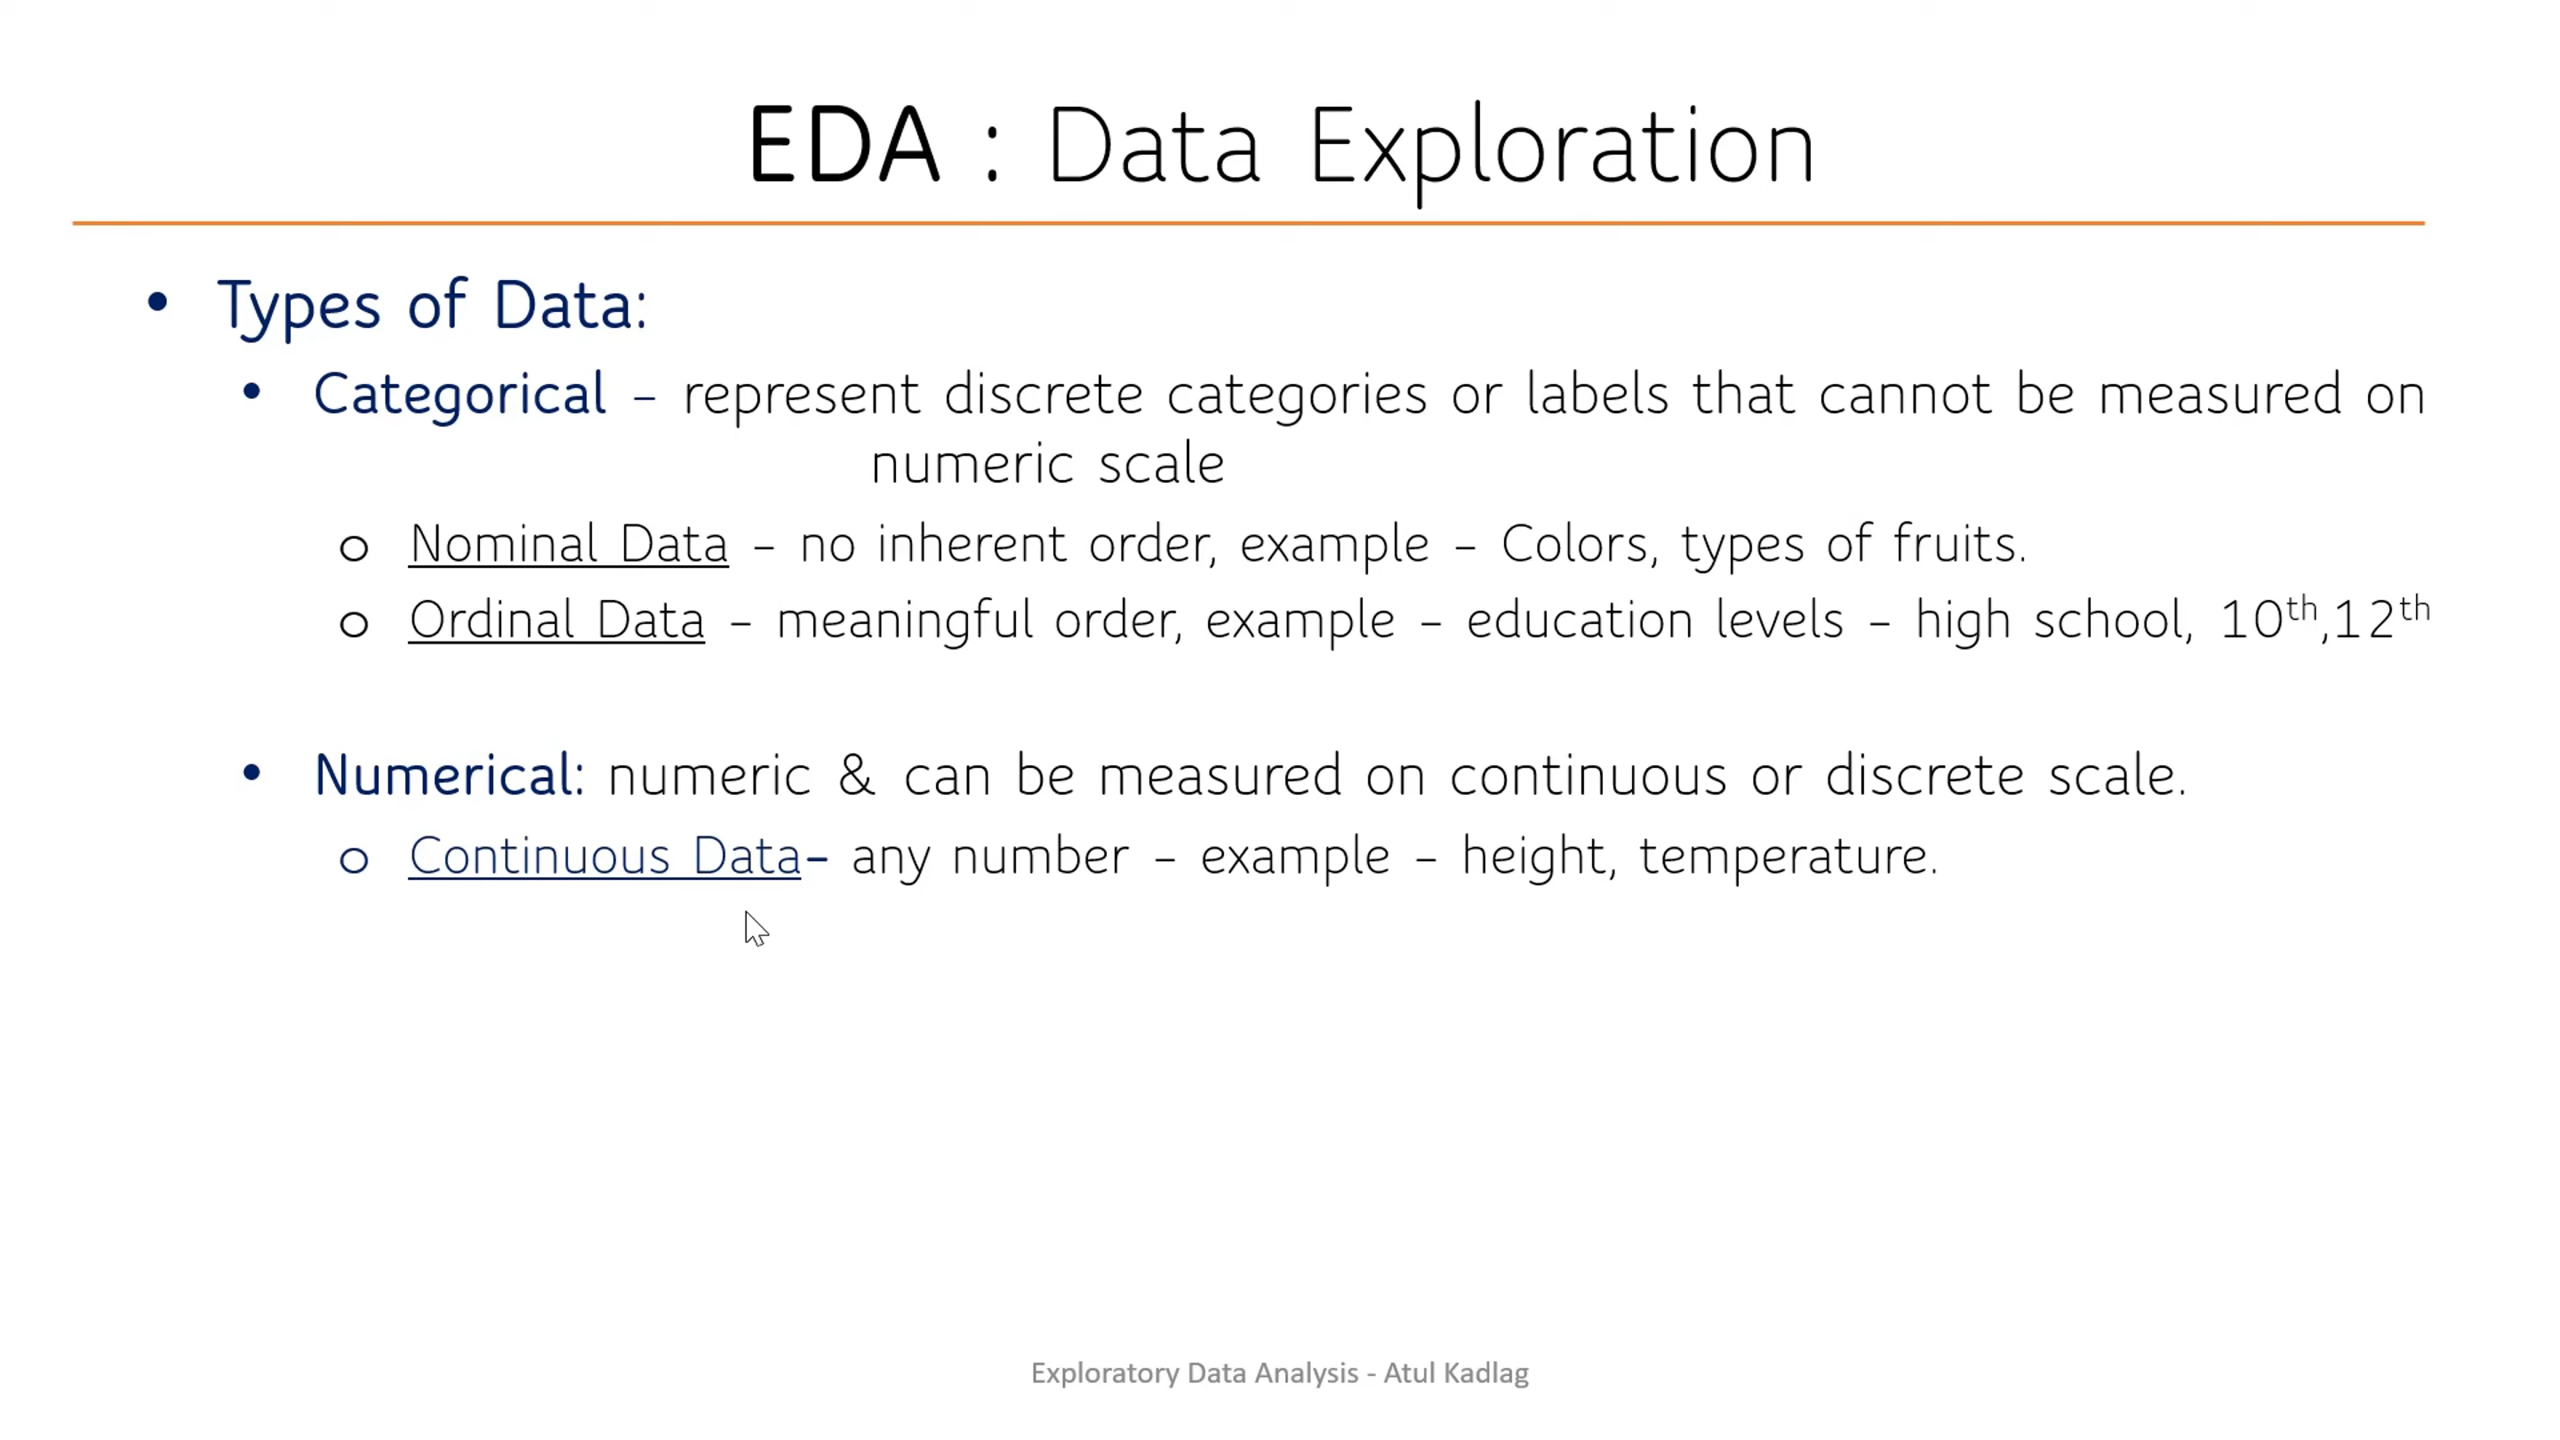 EDA : Data Exploration
• Types of Data:
• Categorical – represent discrete categories or labels that cannot be measured on
numeric scale
o Nominal Data – no inherent order, example – Colors, types of fruits.
o Ordinal Data – meaningful order, example – education levels – high school, 10th,12th
• Numerical: numeric & can be measured on continuous or discrete scale.
o Continuous Data– any number – example – height, temperature.
Exploratory Data Analysis - Atul Kadlag